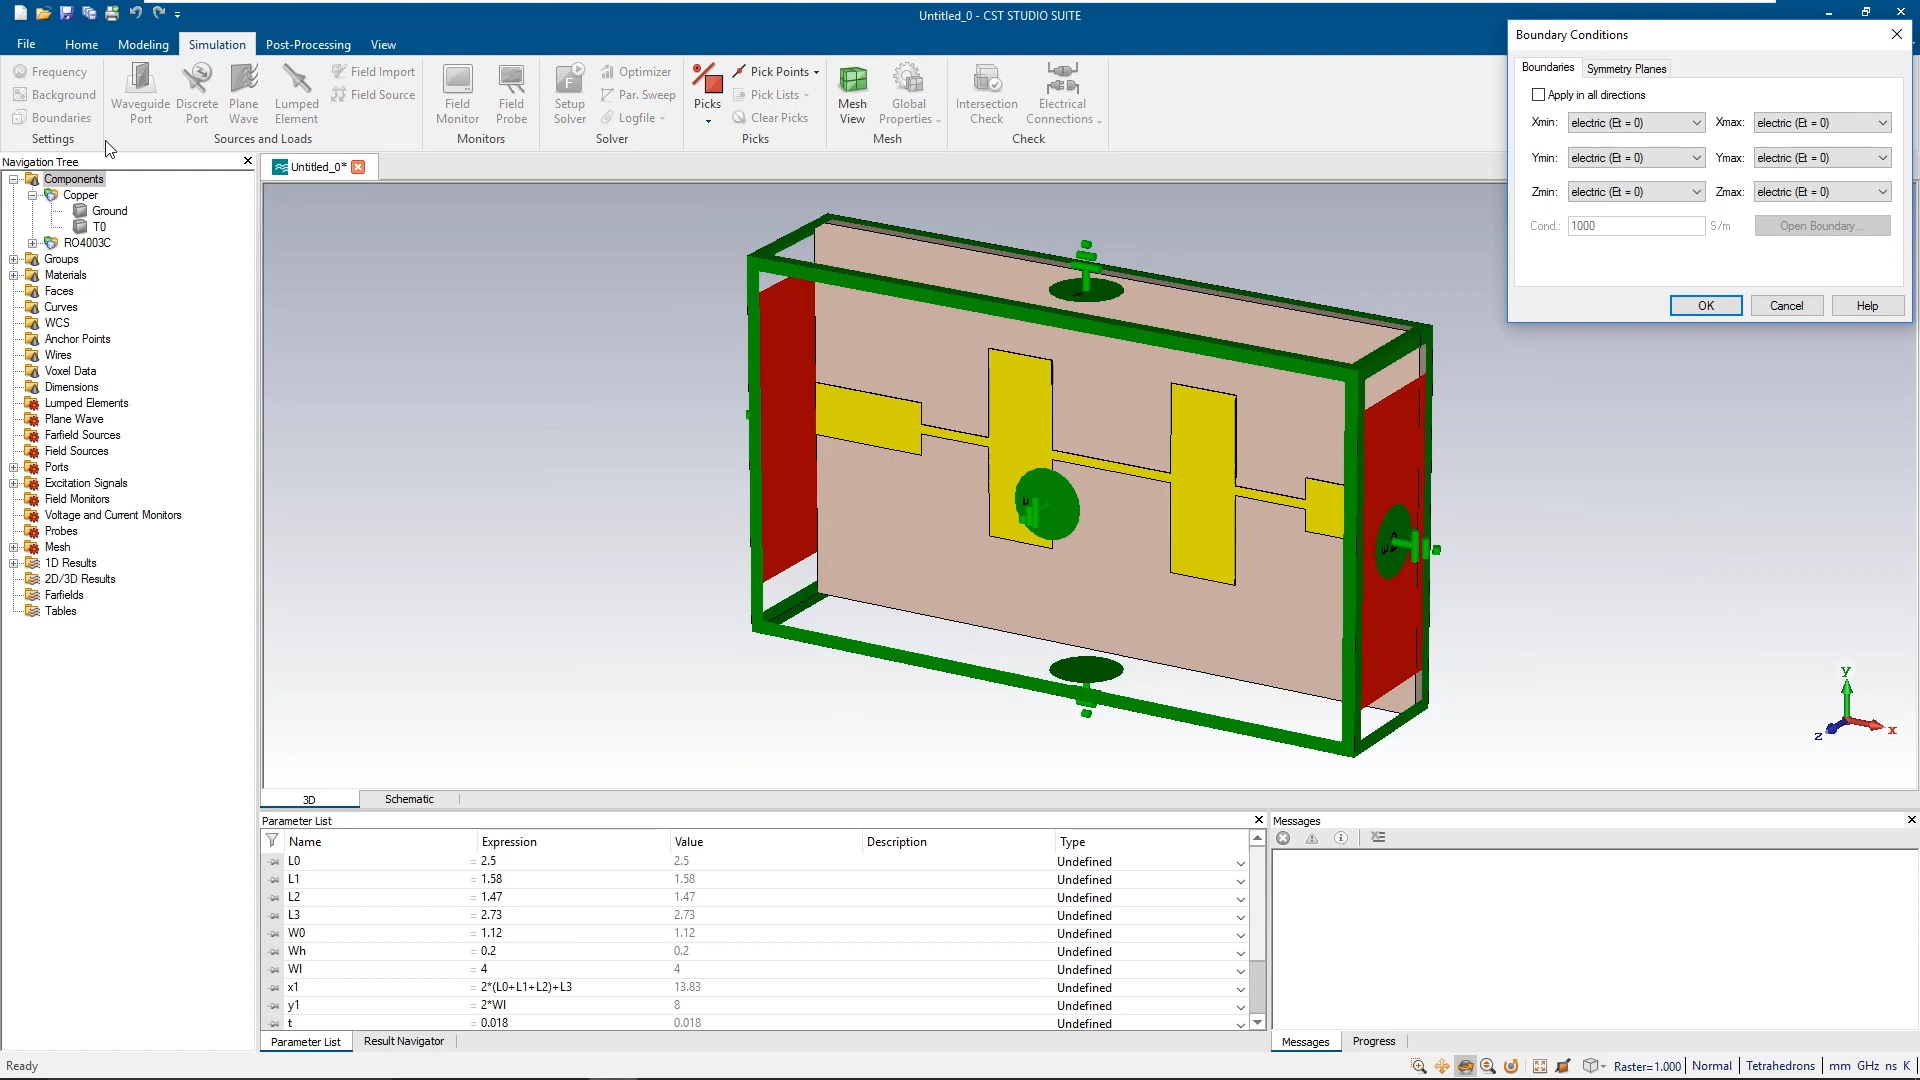 Untitled_0 - CST STUDIO SUITE
File Home Modeling Simulation Post-Processing View
Frequency
Background
Boundaries
Settings
Waveguide Port
Discrete Port
Plane Wave
Lumped Element
Field Import
Field Source
Sources and Loads
Field Monitor
Field Probe
Monitors
Setup Solver
Optimizer
Par. Sweep
Logfile
Solver
Picks
Pick Points
Pick Lists
Clear Picks
Picks
Mesh View
Global Properties
Mesh
Intersection Check
Electrical Connections
Check
Boundary Conditions
Boundaries Symmetry Planes
Apply in all directions
Xmin: electric (Et = 0) Xmax: electric (Et = 0)
Ymin: electric (Et = 0) Ymax: electric (Et = 0)
Zmin: electric (Et = 0) Zmax: electric (Et = 0)
Cond.: 1000 S/m Open Boundary...
OK Cancel Help
Navigation Tree
Components
Copper
Ground
T0
RO4003C
Groups
Materials
Faces
Curves
WCS
Anchor Points
Wires
Voxel Data
Dimensions
Lumped Elements
Plane Wave
Farfield Sources
Field Sources
Ports
Excitation Signals
Field Monitors
Voltage and Current Monitors
Probes
Mesh
1D Results
2D/3D Results
Farfields
Tables
Untitled_0*
y
x
z
3D Schematic
Parameter List
Name Expression Value Description Type
L0 = 2.5 2.5 Undefined
L1 = 1.58 1.58 Undefined
L2 = 1.47 1.47 Undefined
L3 = 2.73 2.73 Undefined
W0 = 1.12 1.12 Undefined
Wh = 0.2 0.2 Undefined
Wl = 4 4 Undefined
x1 = 2*(L0+L1+L2)+L3 13.83 Undefined
y1 = 2*Wl 8 Undefined
t = 0.018 0.018 Undefined
Parameter List Result Navigator
Messages
Messages Progress
Ready
Raster=1.000 Normal Tetrahedrons mm GHz ns K